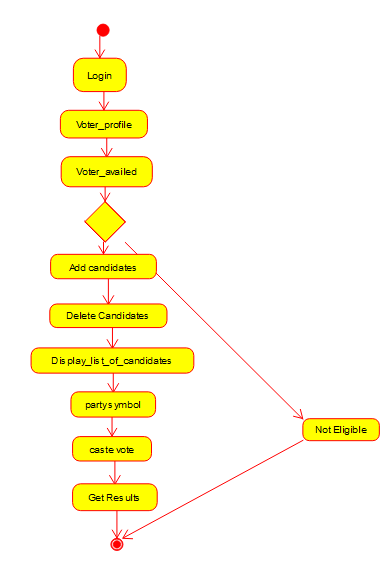 Login
Voter_profile
Voter_availed
Add candidates
Delete Candidates
Display_list_of_candidates
partysymbol
caste vote
Not Eligible
Get Results